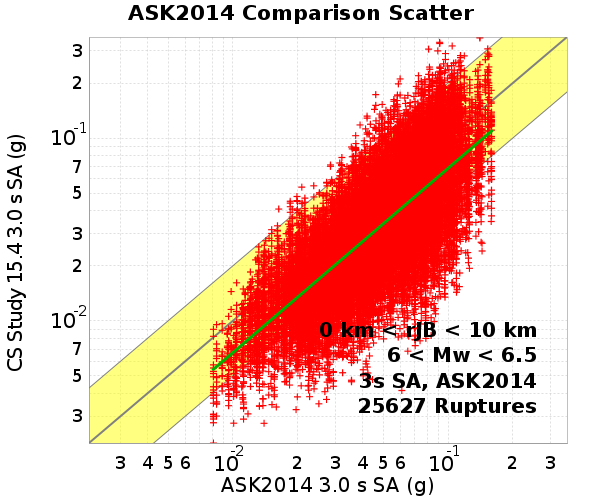 ASK2014 Comparison Scatter
CS Study 15.4 3.0 s SA (g)
3
2
10-1
7
5
3
2
10-2
7
5
3
0 km < rJB < 10 km
6 < Mw < 6.5
3s SA, ASK2014
25627 Ruptures
3 4 5 6 10-2 2 3 4 5 6 10-1 2 3
ASK2014 3.0 s SA (g)